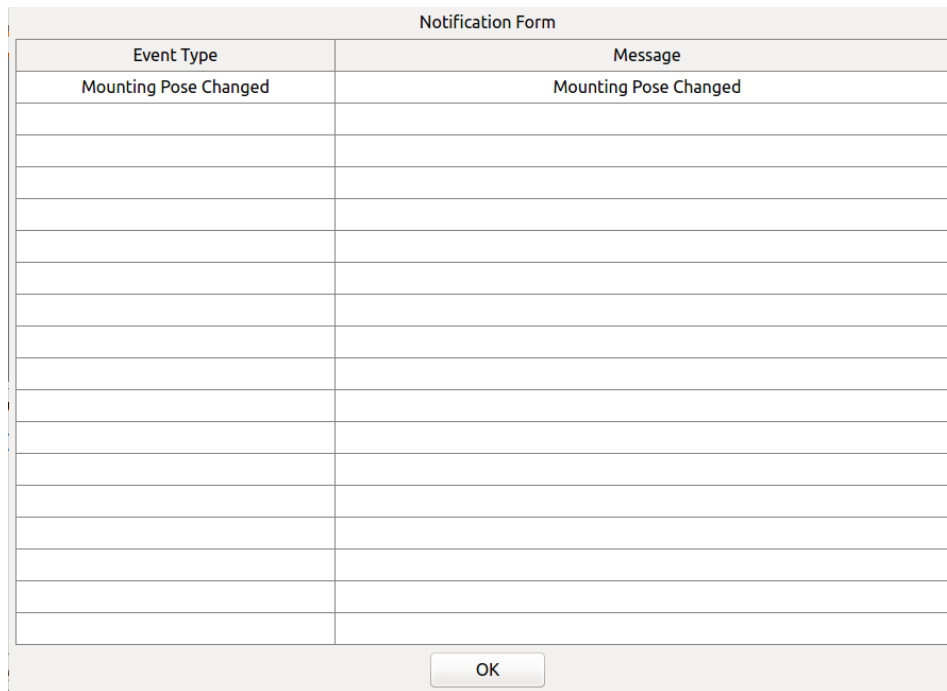 Notification Form
Event Type Message
Mounting Pose Changed Mounting Pose Changed
OK